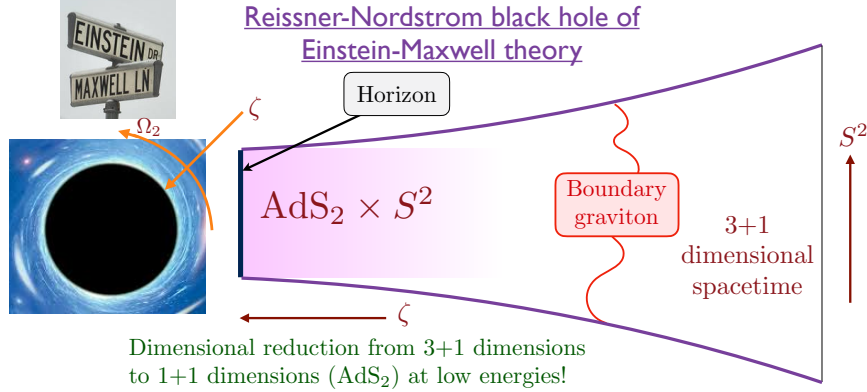 Reissner-Nordstrom black hole of
Einstein-Maxwell theory
EINSTEIN DR
MAXWELL LN
Horizon
ζ
Ω₂
S²
AdS₂ × S²
Boundary
graviton
3+1
dimensional
spacetime
ζ
Dimensional reduction from 3+1 dimensions
to 1+1 dimensions (AdS₂) at low energies!